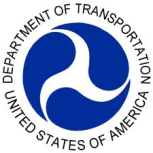 DEPARTMENT OF TRANSPORTATION
UNITED STATES OF AMERICA